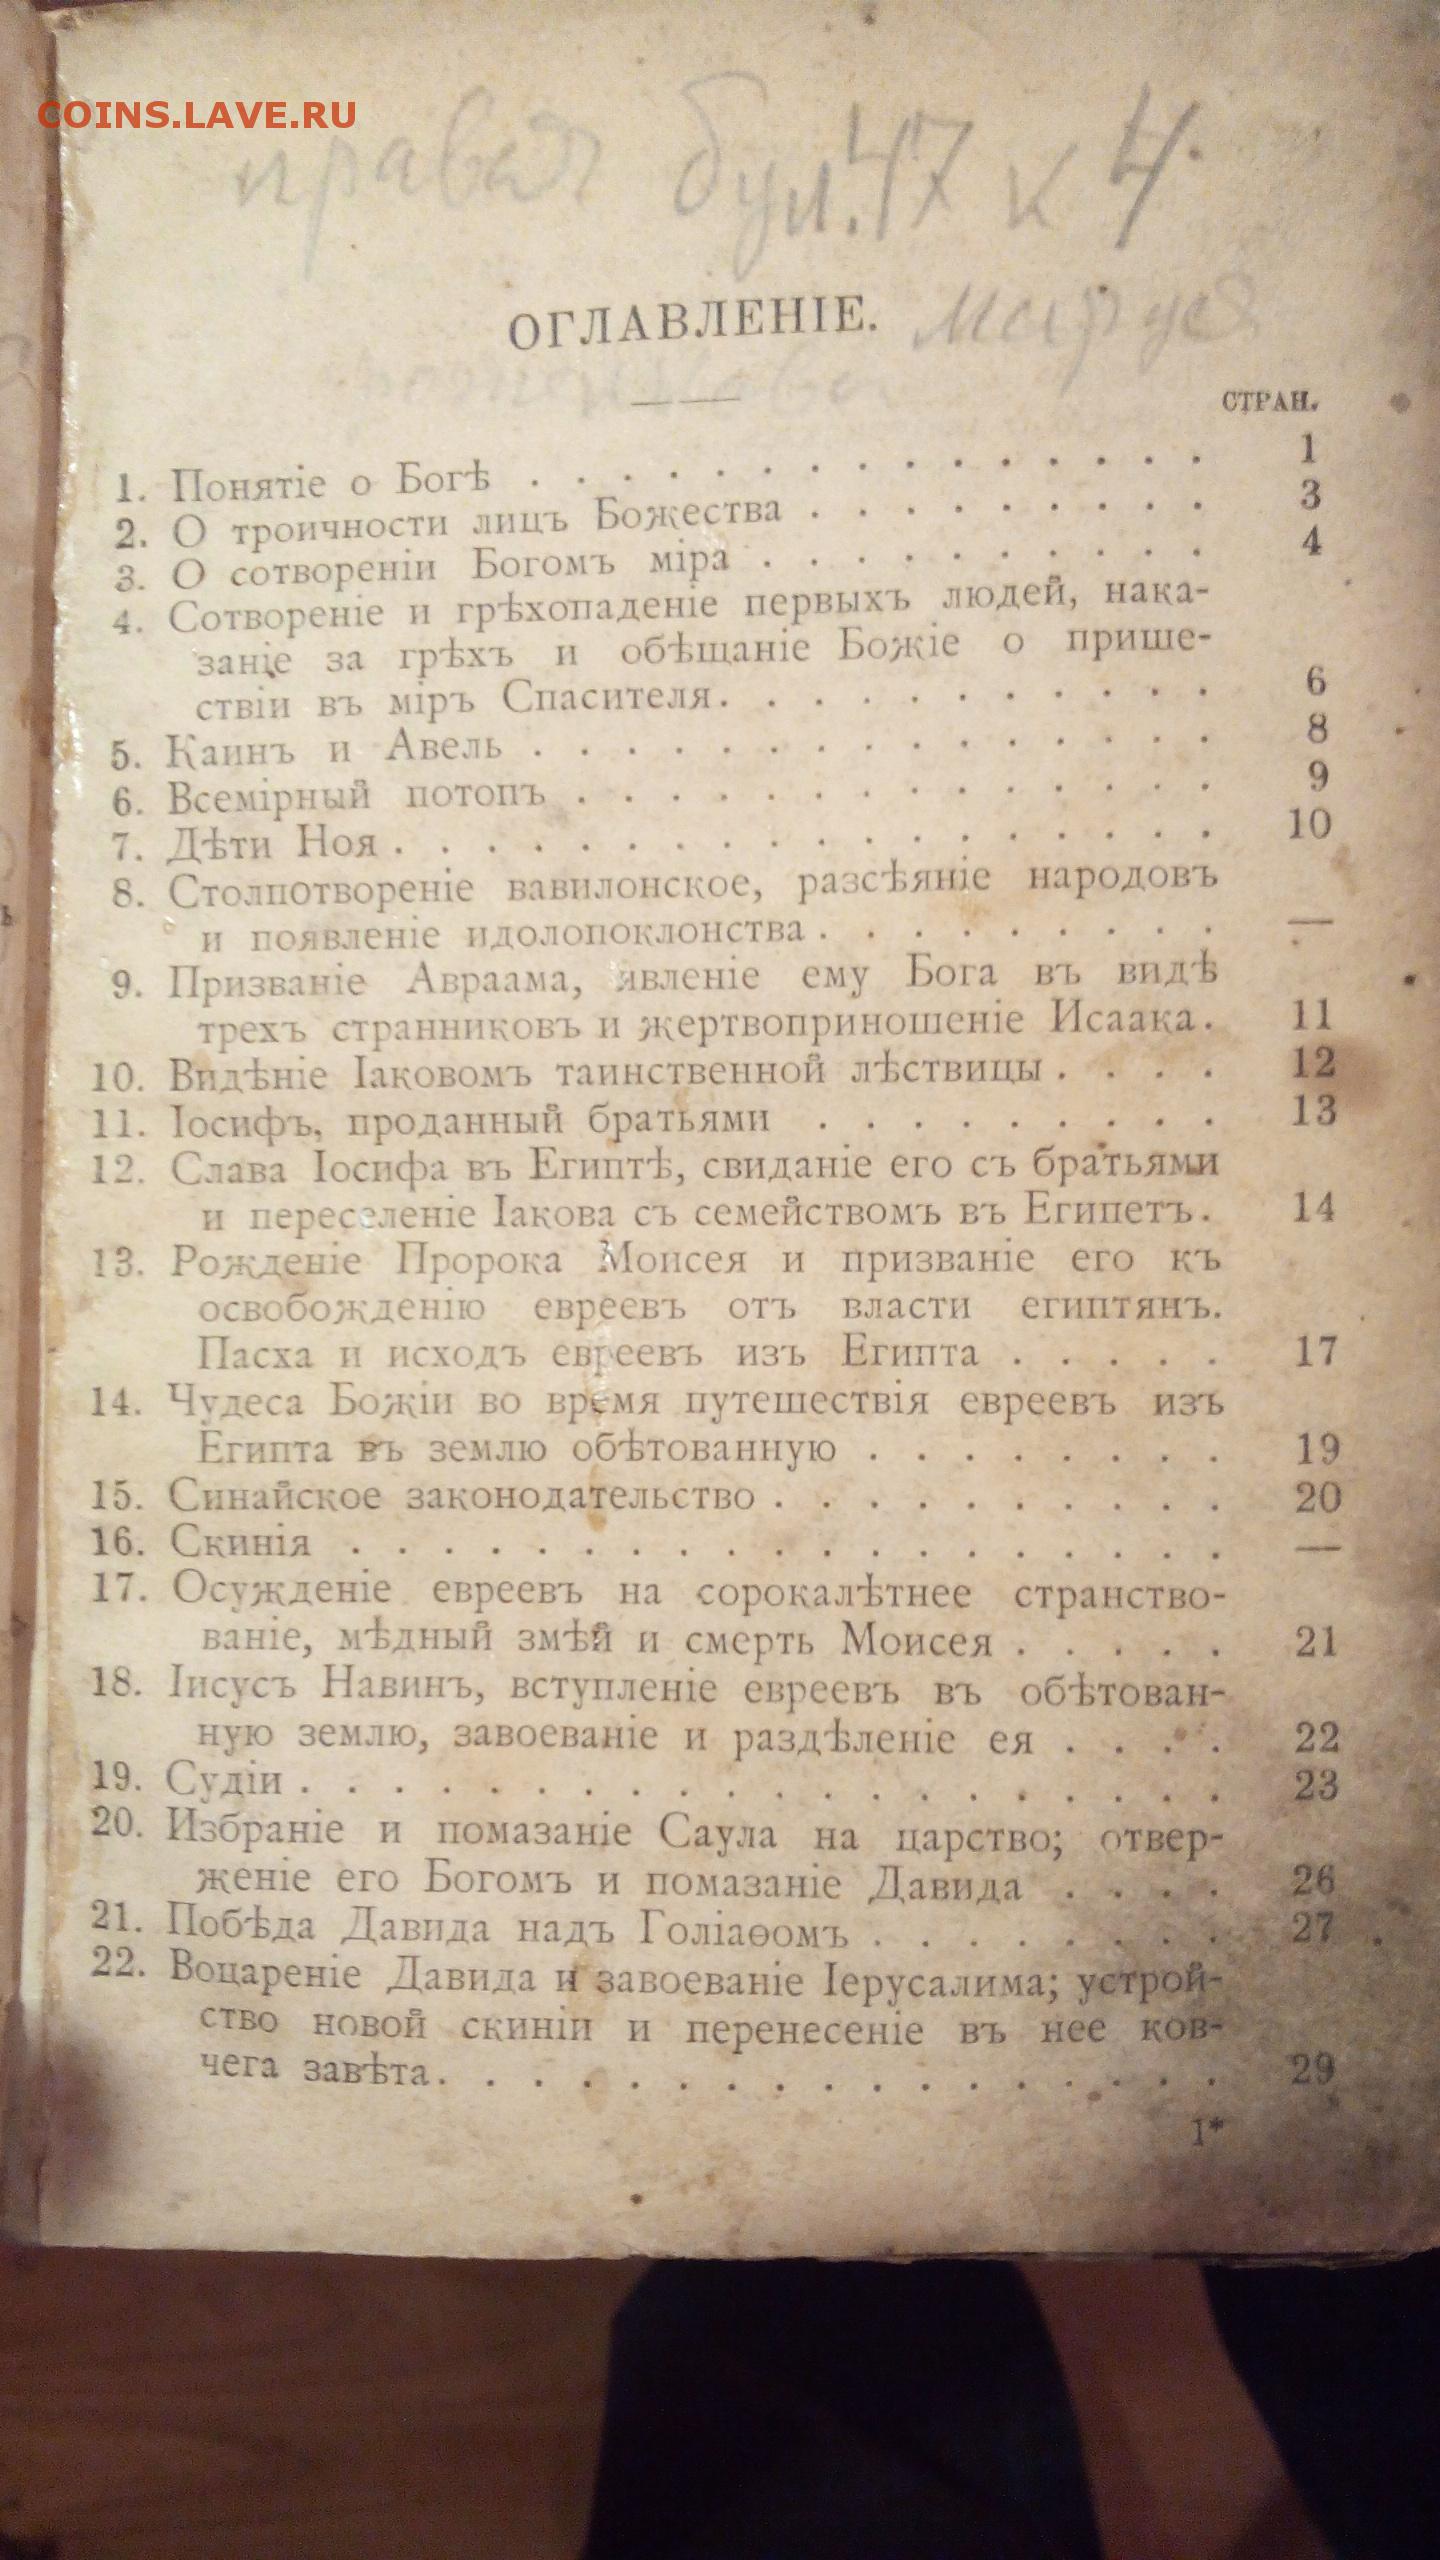 COINS.LAVE.RU
правая бул. 47 к 4
ОГЛАВЛЕНІЕ. Маруся
СТРАН.
1. Понятіе о Богѣ . . . . . . . . . . . . . . . 1
2. О троичности лицъ Божества . . . . . . . . . 3
3. О сотвореніи Богомъ міра . . . . . . . . . . 4
4. Сотвореніе и грѣхопаденіе первыхъ людей, нака-
заніе за грѣхъ и обѣщаніе Божіе о прише-
ствіи въ міръ Спасителя. . . . . . . . . . . 6
5. Каинъ и Авель . . . . . . . . . . . . . . . 8
6. Всемірный потопъ . . . . . . . . . . . . . . 9
7. Дѣти Ноя . . . . . . . . . . . . . . . . . . 10
8. Столпотвореніе вавилонское, разсѣяніе народовъ
и появленіе идолопоклонства . . . . . . . . . —
9. Призваніе Авраама, явленіе ему Бога въ видѣ
трехъ странниковъ и жертвоприношеніе Исаака. 11
10. Видѣніе Іаковомъ таинственной лѣствицы . . . . 12
11. Іосифъ, проданный братьями . . . . . . . . . 13
12. Слава Іосифа въ Египтѣ, свиданіе его съ братьями
и переселеніе Іакова съ семействомъ въ Египетъ. 14
13. Рожденіе Пророка Моисея и призваніе его къ
освобожденію евреевъ отъ власти египтянъ.
Пасха и исходъ евреевъ изъ Египта . . . . . 17
14. Чудеса Божіи во время путешествія евреевъ изъ
Египта въ землю обѣтованную . . . . . . . . 19
15. Синайское законодательство . . . . . . . . . . 20
16. Скинія . . . . . . . . . . . . . . . . . . . —
17. Осужденіе евреевъ на сорокалѣтнее странство-
ваніе, мѣдный змѣй и смерть Моисея . . . . . 21
18. Іисусъ Навинъ, вступленіе евреевъ въ обѣтован-
ную землю, завоеваніе и раздѣленіе ея . . . . 22
19. Судіи . . . . . . . . . . . . . . . . . . . . 23
20. Избраніе и помазаніе Саула на царство; отвер-
женіе его Богомъ и помазаніе Давида . . . . 26
21. Побѣда Давида надъ Голіаѳомъ . . . . . . . . 27
22. Воцареніе Давида и завоеваніе Іерусалима; устрой-
ство новой скиніи и перенесеніе въ нее ков-
чега завѣта. . . . . . . . . . . . . . . . . 29
1*